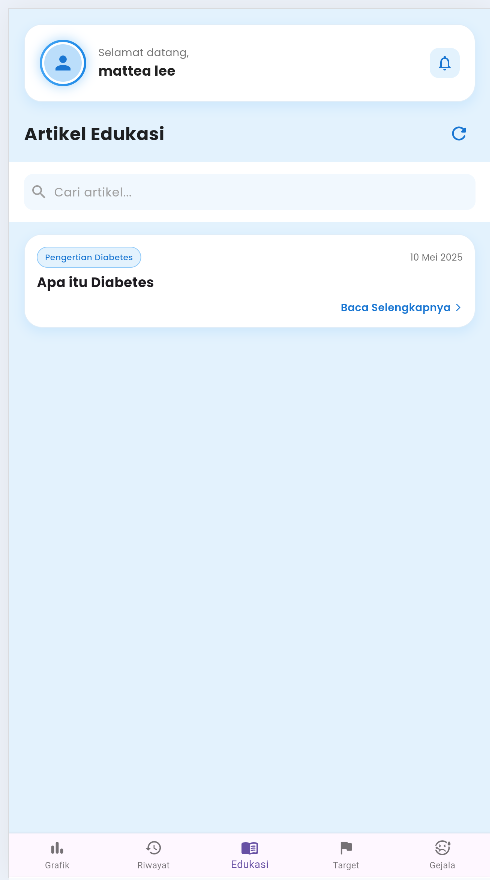 Selamat datang,
mattea lee
Artikel Edukasi
Cari artikel...
Pengertian Diabetes
10 Mei 2025
Apa itu Diabetes
Baca Selengkapnya
Grafik
Riwayat
Edukasi
Target
Gejala